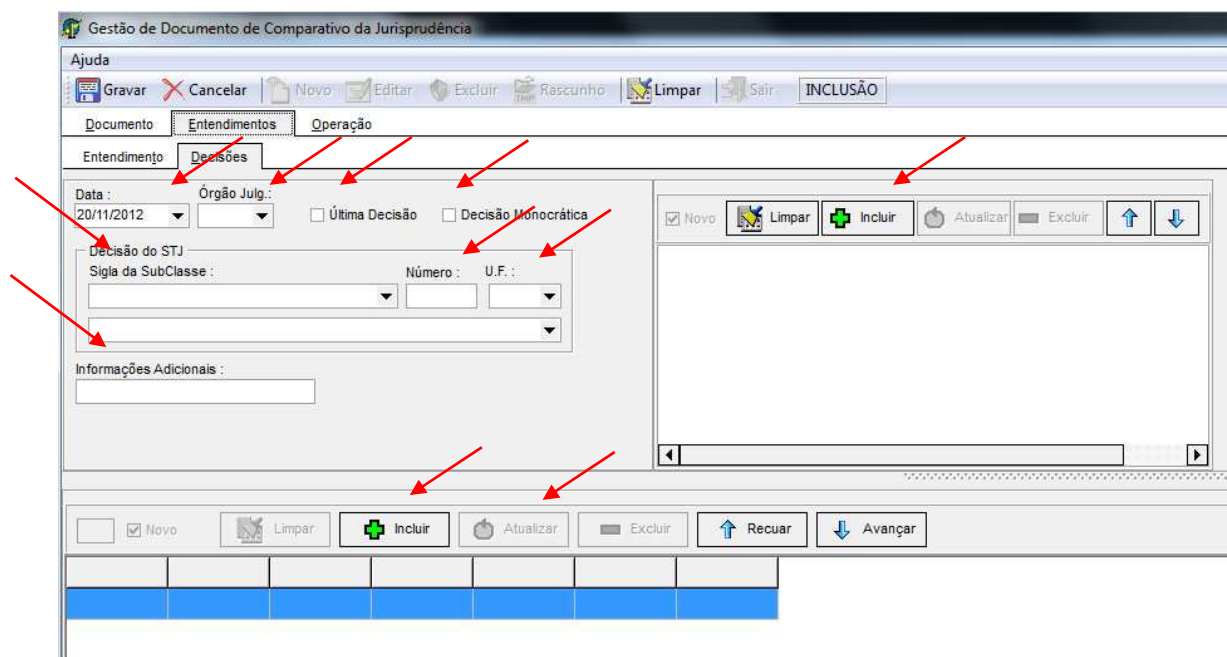 Gestão de Documento de Comparativo da Jurisprudência
Ajuda
Gravar Cancelar Novo Editar Excluir Rascunho Limpar Sair INCLUSÃO
Documento Entendimentos Operação
Entendimento Decisões
Data : Órgão Julg.:
20/11/2012 Última Decisão Decisão Monocrática
Novo Limpar Incluir Atualizar Excluir
Decisão do STJ
Sigla da SubClasse : Número : U.F. :
Informações Adicionais :
Novo Limpar Incluir Atualizar Excluir Recuar Avançar